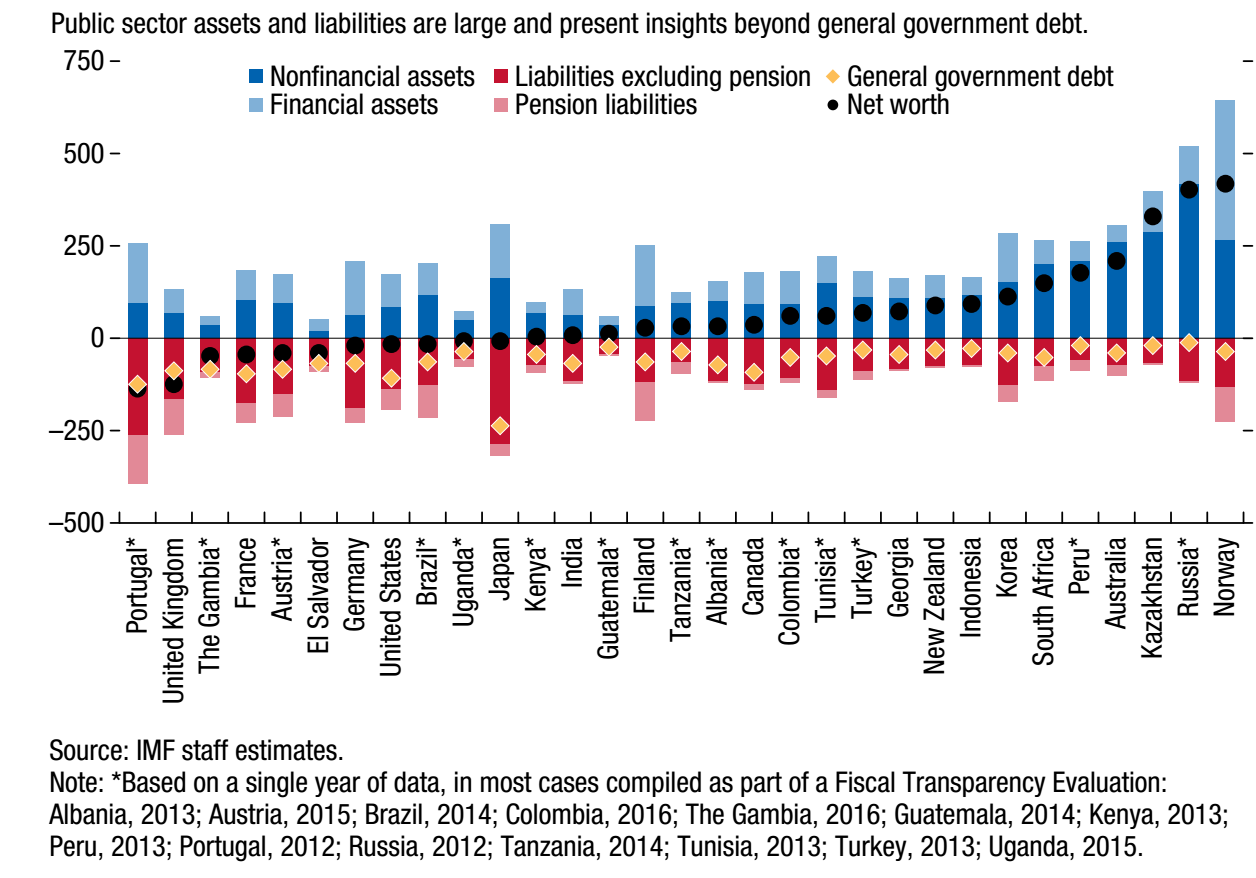 Public sector assets and liabilities are large and present insights beyond general government debt.
750
Nonfinancial assets
Liabilities excluding pension
General government debt
Financial assets
Pension liabilities
Net worth
500
250
0
–250
–500
Portugal*
United Kingdom
The Gambia*
France
Austria*
El Salvador
Germany
United States
Brazil*
Uganda*
Japan
Kenya*
India
Guatemala*
Finland
Tanzania*
Albania*
Canada
Colombia*
Tunisia*
Turkey*
Georgia
New Zealand
Indonesia
Korea
South Africa
Peru*
Australia
Kazakhstan
Russia*
Norway
Source: IMF staff estimates.
Note: *Based on a single year of data, in most cases compiled as part of a Fiscal Transparency Evaluation:
Albania, 2013; Austria, 2015; Brazil, 2014; Colombia, 2016; The Gambia, 2016; Guatemala, 2014; Kenya, 2013;
Peru, 2013; Portugal, 2012; Russia, 2012; Tanzania, 2014; Tunisia, 2013; Turkey, 2013; Uganda, 2015.